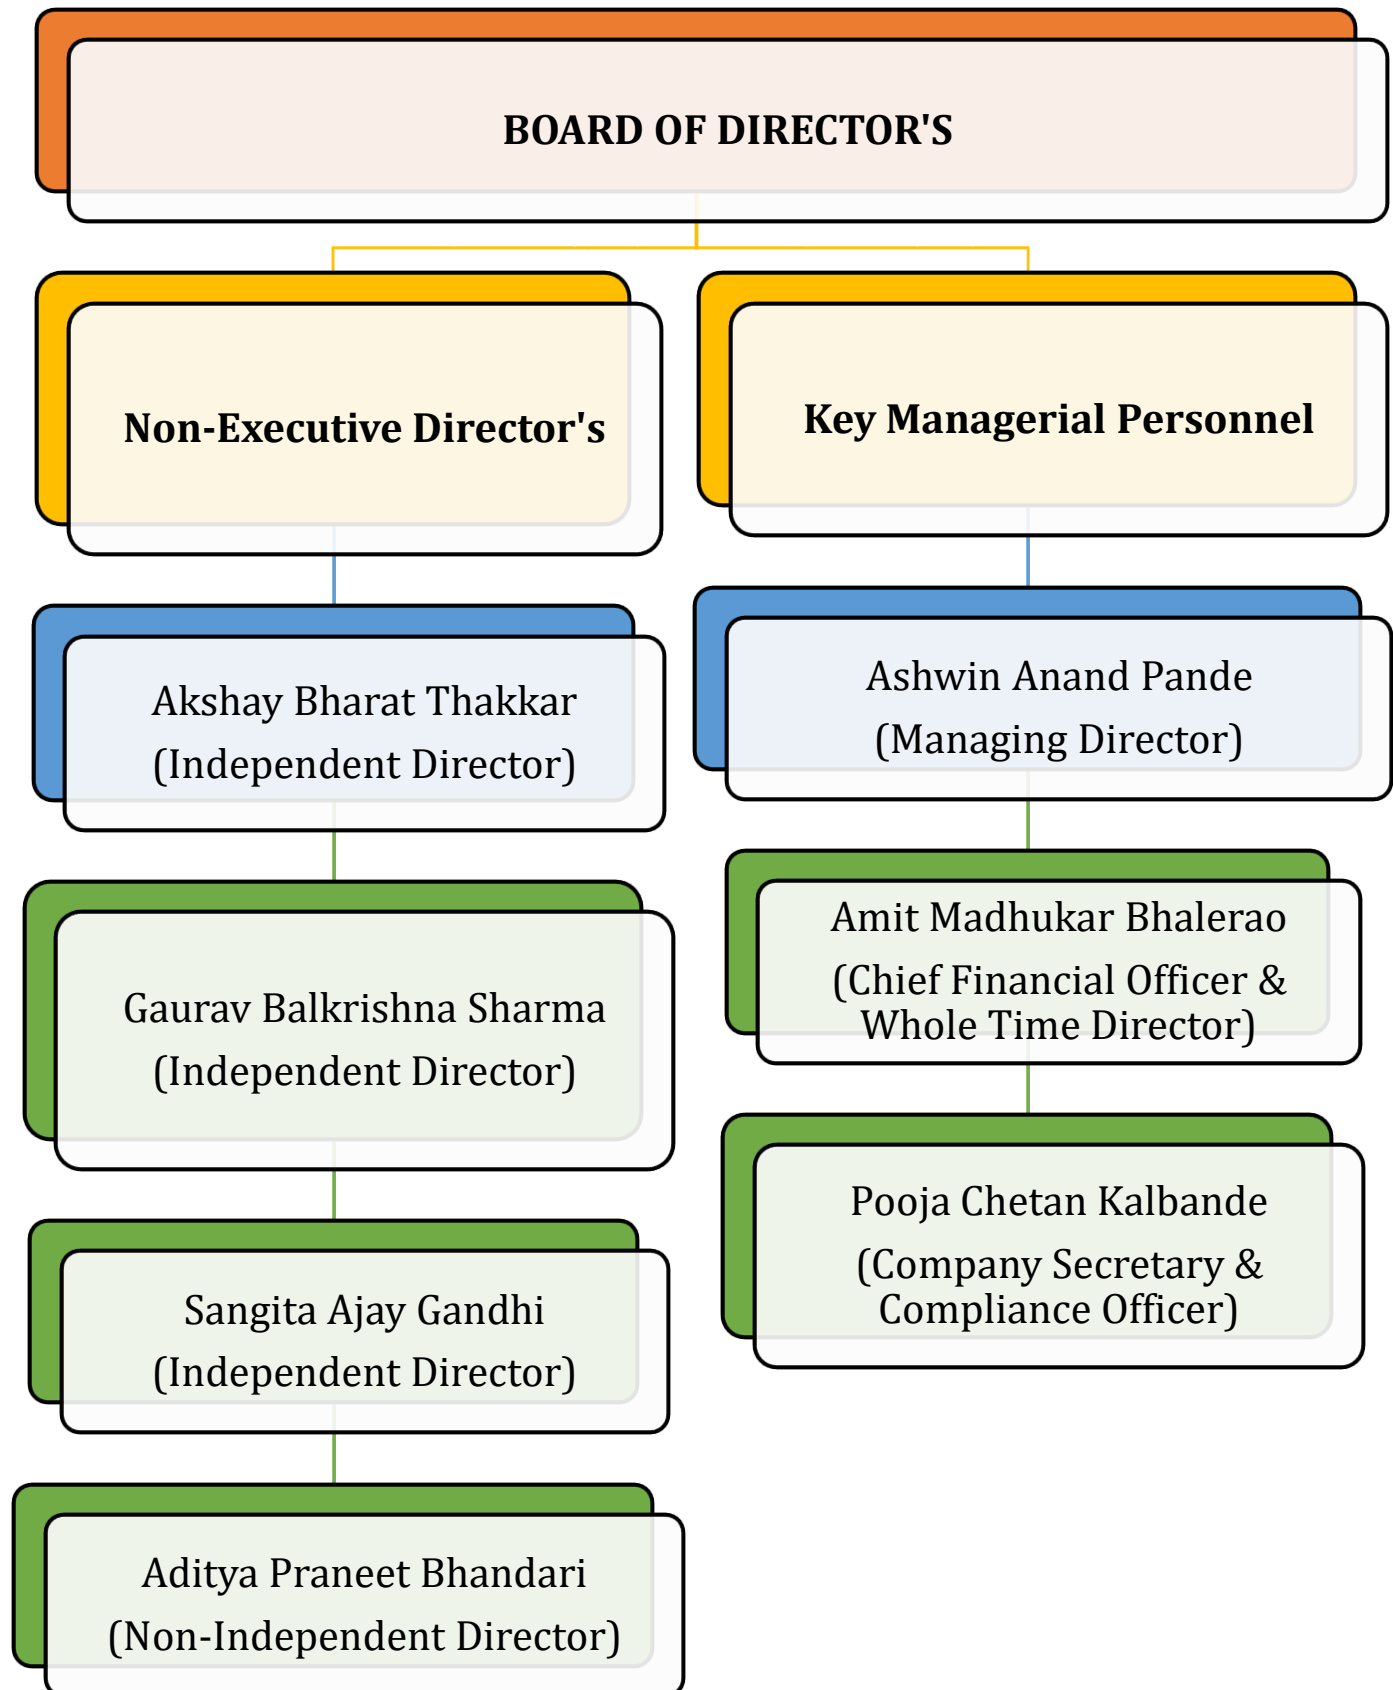 BOARD OF DIRECTOR'S
Non-Executive Director's
Akshay Bharat Thakkar
(Independent Director)
Gaurav Balkrishna Sharma
(Independent Director)
Sangita Ajay Gandhi
(Independent Director)
Aditya Praneet Bhandari
(Non-Independent Director)
Key Managerial Personnel
Ashwin Anand Pande
(Managing Director)
Amit Madhukar Bhalerao
(Chief Financial Officer &
Whole Time Director)
Pooja Chetan Kalbande
(Company Secretary &
Compliance Officer)